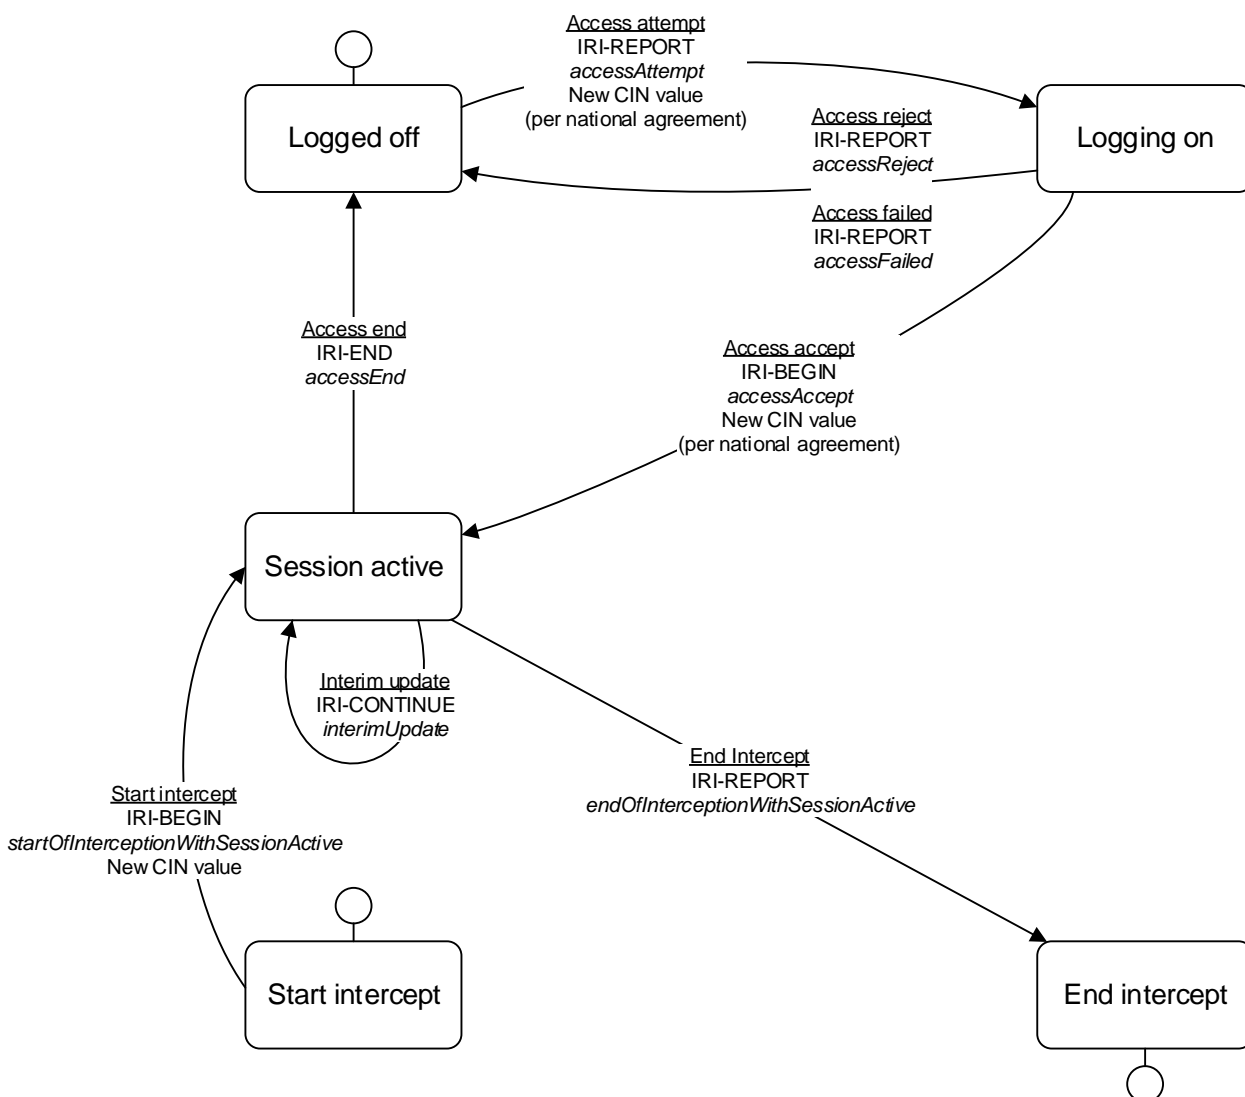 Access attempt
IRI-REPORT
accessAttempt
New CIN value
(per national agreement)
Logged off
Logging on
Access reject
IRI-REPORT
accessReject
Access failed
IRI-REPORT
accessFailed
Access end
IRI-END
accessEnd
Access accept
IRI-BEGIN
accessAccept
New CIN value
(per national agreement)
Session active
Interim update
IRI-CONTINUE
interimUpdate
End Intercept
IRI-REPORT
endOfInterceptionWithSessionActive
Start intercept
IRI-BEGIN
startOfInterceptionWithSessionActive
New CIN value
Start intercept
End intercept